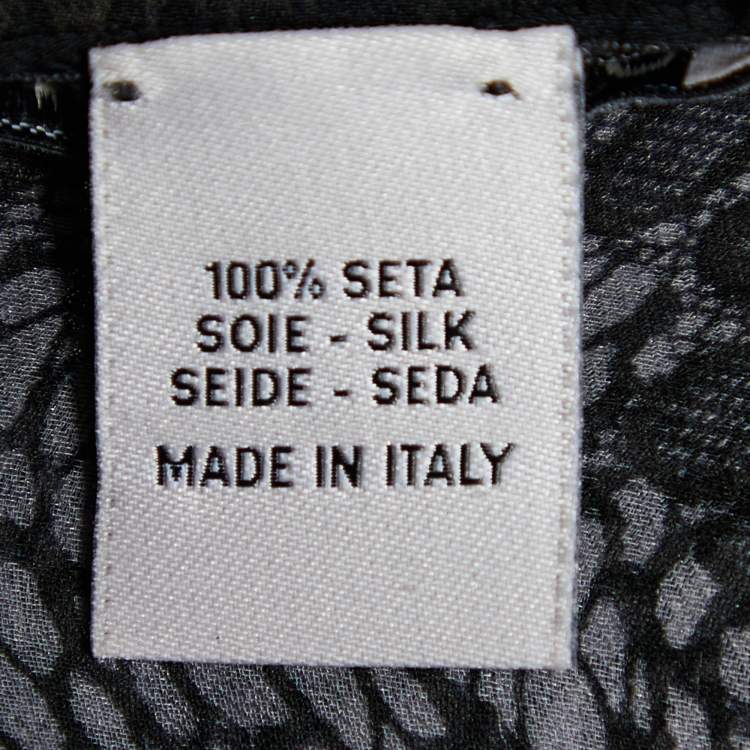 100% SETA
SOIE - SILK
SEIDE - SEDA
MADE IN ITALY